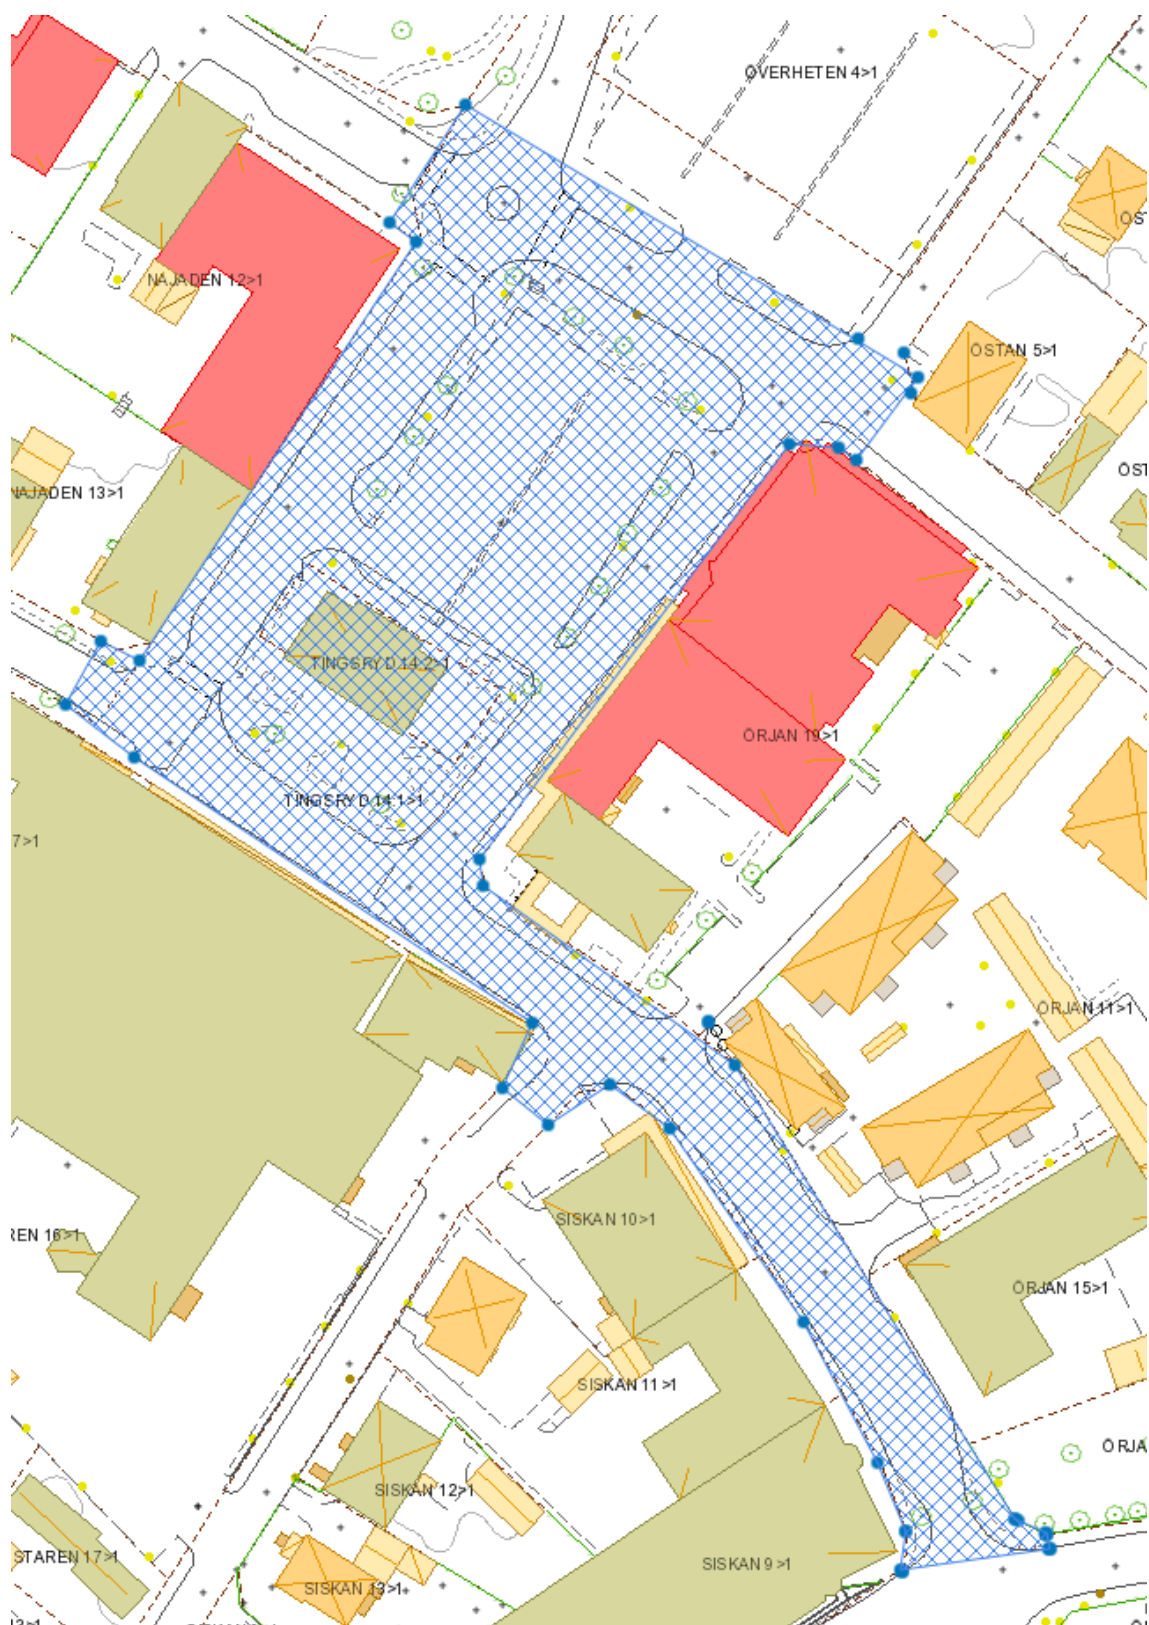 ÖVERHETEN 4>1
ÖS
NAJADEN 12>1
ÖSTAN 5>1
NAJADEN 13>1
ÖST
TINGSRYD 14:2>1
ÖRJAN 19>1
TINGSRYD 14:1>1
7>1
ÖRJAN 11>1
SISKAN 10>1
REN 16>1
ÖRJAN 15>1
SISKAN 11>1
ÖRJA
SISKAN 12>1
STAREN 17>1
SISKAN 9>1
SISKAN 13>1